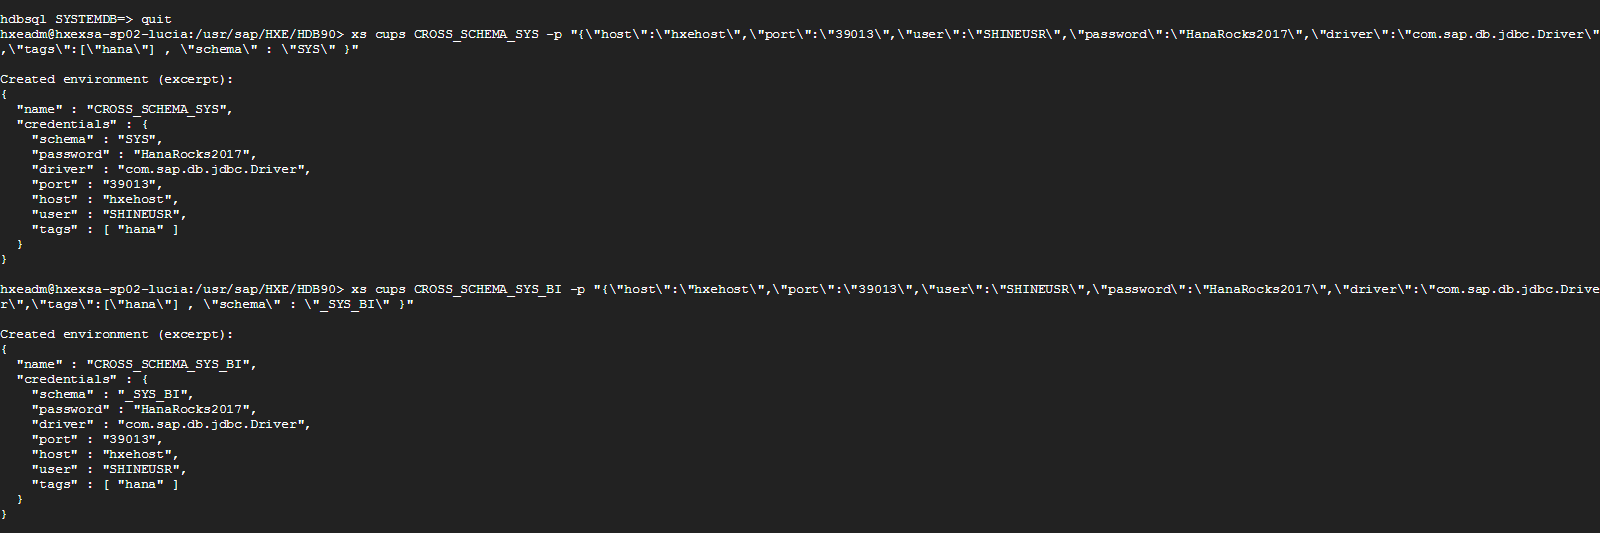 hdbsql SYSTEMDB=> quit
hxeadm@hxexsa-sp02-lucia:/usr/sap/HXE/HDB90> xs cups CROSS_SCHEMA_SYS -p "{\"host\":\"hxehost\",\"port\":\"39013\",\"user\":\"SHINEUSR\",\"password\":\"HanaRocks2017\",\"driver\":\"com.sap.db.jdbc.Driver\"
,\"tags\":[\"hana\"] , \"schema\" : \"SYS\" }"
Created environment (excerpt):
{
  "name" : "CROSS_SCHEMA_SYS",
  "credentials" : {
    "schema" : "SYS",
    "password" : "HanaRocks2017",
    "driver" : "com.sap.db.jdbc.Driver",
    "port" : "39013",
    "host" : "hxehost",
    "user" : "SHINEUSR",
    "tags" : [ "hana" ]
  }
}
hxeadm@hxexsa-sp02-lucia:/usr/sap/HXE/HDB90> xs cups CROSS_SCHEMA_SYS_BI -p "{\"host\":\"hxehost\",\"port\":\"39013\",\"user\":\"SHINEUSR\",\"password\":\"HanaRocks2017\",\"driver\":\"com.sap.db.jdbc.Drive
r\",\"tags\":[\"hana\"] , \"schema\" : \"_SYS_BI\" }"
Created environment (excerpt):
{
  "name" : "CROSS_SCHEMA_SYS_BI",
  "credentials" : {
    "schema" : "_SYS_BI",
    "password" : "HanaRocks2017",
    "driver" : "com.sap.db.jdbc.Driver",
    "port" : "39013",
    "host" : "hxehost",
    "user" : "SHINEUSR",
    "tags" : [ "hana" ]
  }
}